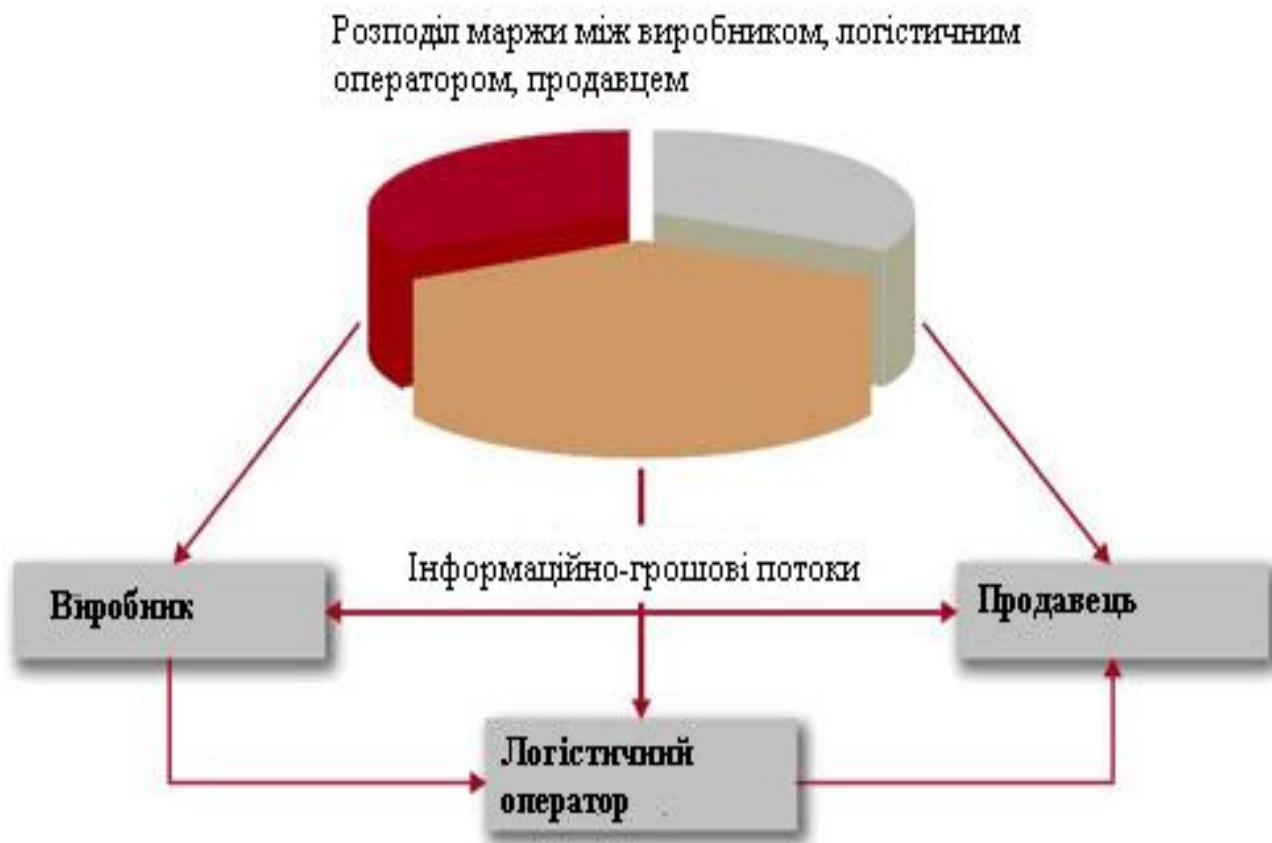 Розподіл маржи між виробником, логістичним
оператором, продавцем
Інформаційно-грошові потоки
Виробник
Продавець
Логістичний
оператор